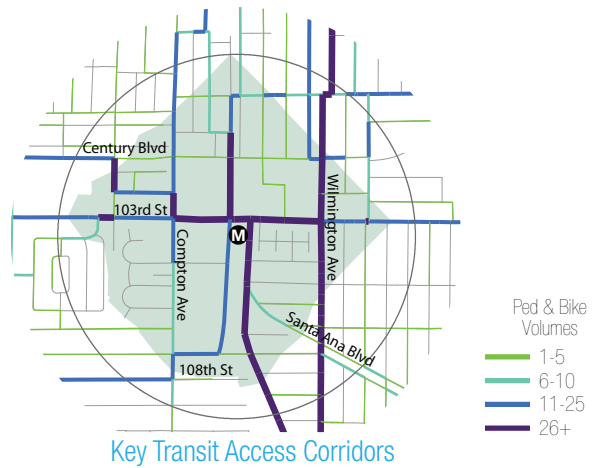 Century Blvd
103rd St
Wilmington Ave
M
Compton Ave
Santa Ana Blvd
108th St
Key Transit Access Corridors
Ped & Bike
Volumes
1-5
6-10
11-25
26+